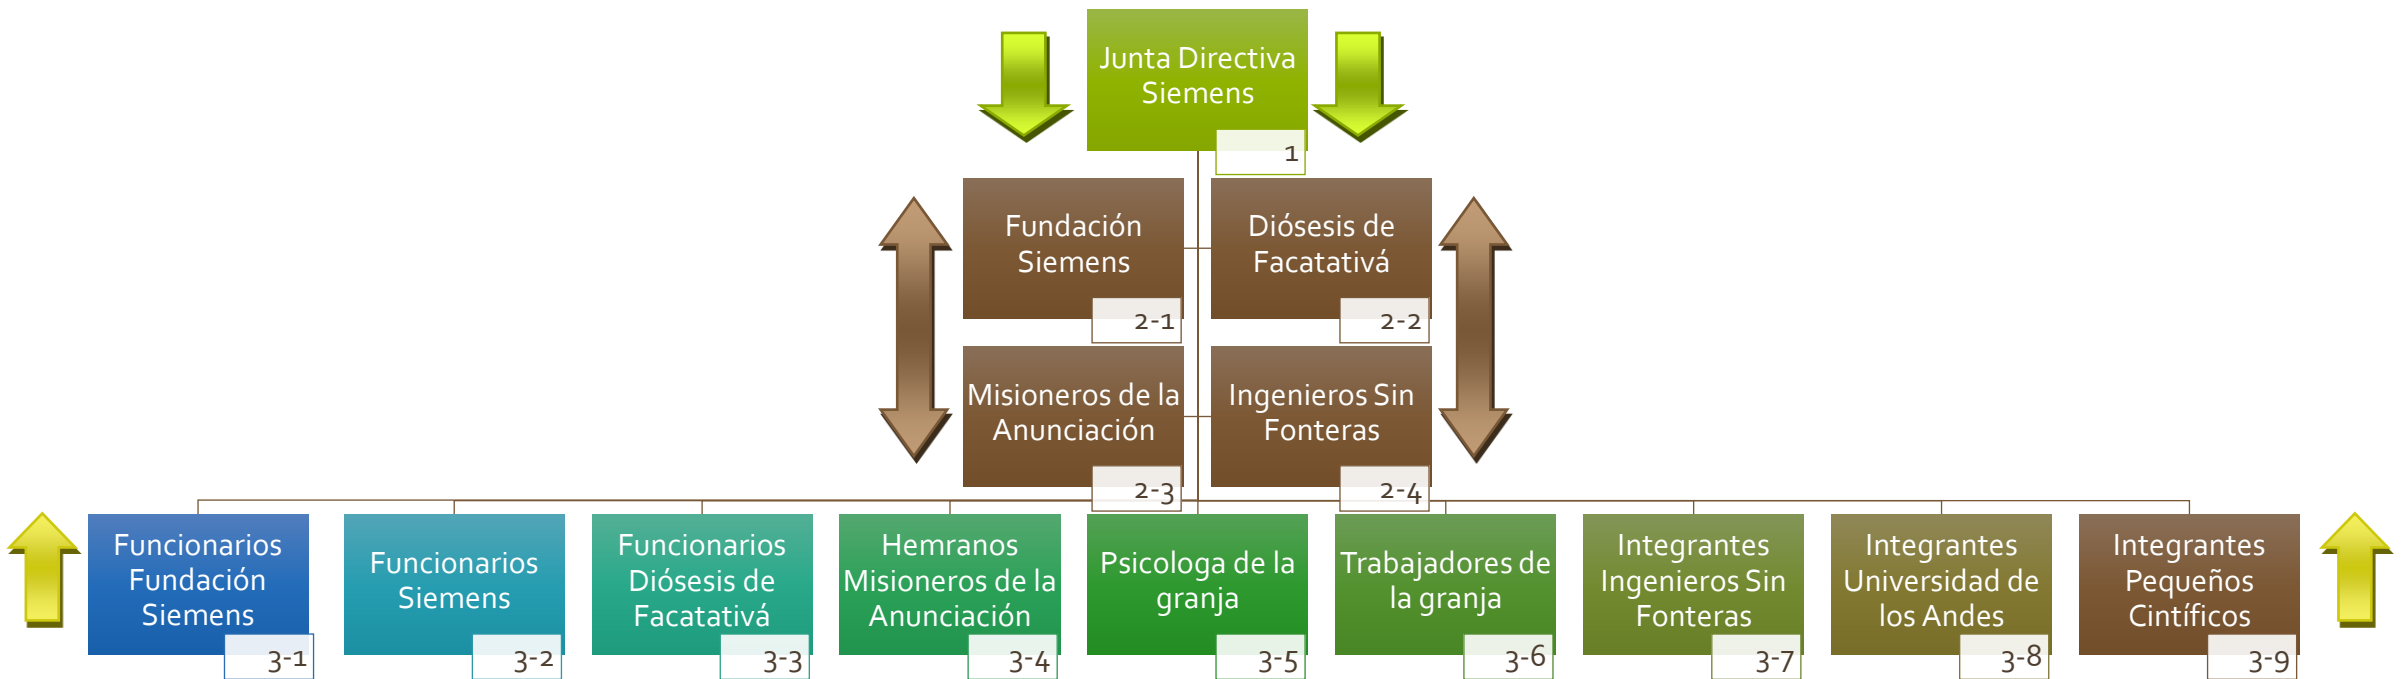 Junta Directiva
Siemens
1
Fundación
Siemens
2-1
Diósesis de
Facatativá
2-2
Misioneros de la
Anunciación
2-3
Ingenieros Sin
Fonteras
2-4
Funcionarios
Fundación
Siemens
3-1
Funcionarios
Siemens
3-2
Funcionarios
Diósesis de
Facatativá
3-3
Hemranos
Misioneros de la
Anunciación
3-4
Psicologa de la
granja
3-5
Trabajadores de
la granja
3-6
Integrantes
Ingenieros Sin
Fonteras
3-7
Integrantes
Universidad de
los Andes
3-8
Integrantes
Pequeños
Cintíficos
3-9